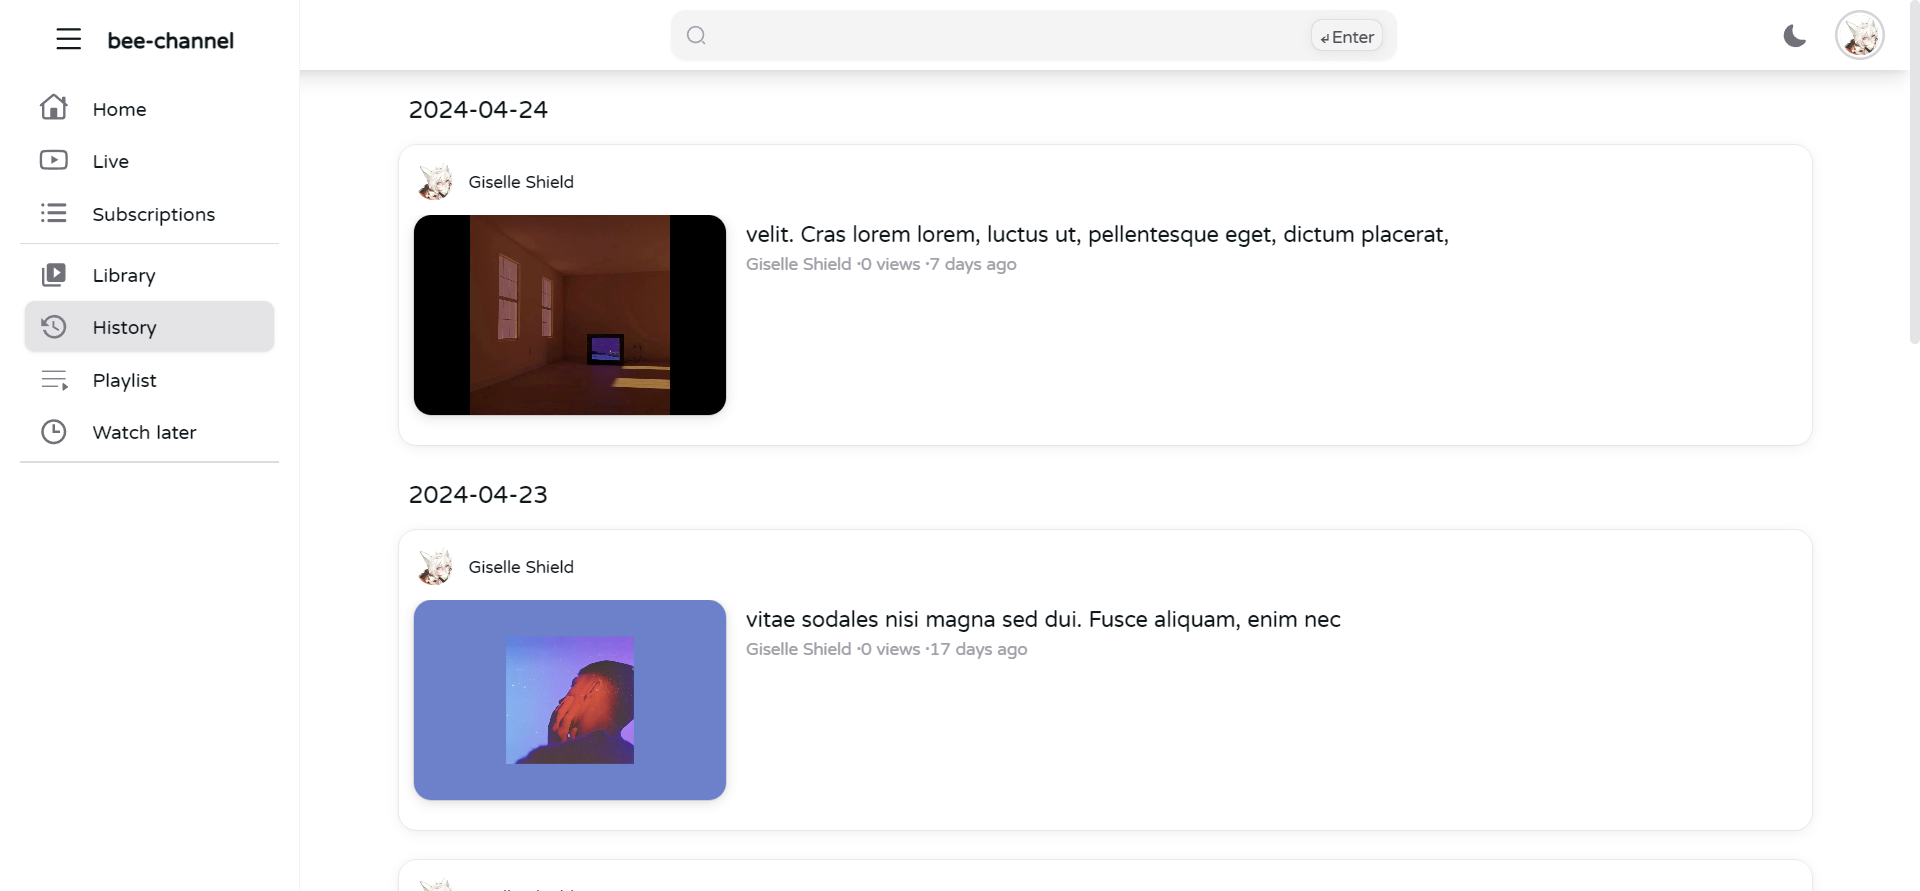 bee-channel
Enter
Home
Live
Subscriptions
Library
History
Playlist
Watch later
2024-04-24
Giselle Shield
velit. Cras lorem lorem, luctus ut, pellentesque eget, dictum placerat,
Giselle Shield ·0 views ·7 days ago
2024-04-23
Giselle Shield
vitae sodales nisi magna sed dui. Fusce aliquam, enim nec
Giselle Shield ·0 views ·17 days ago